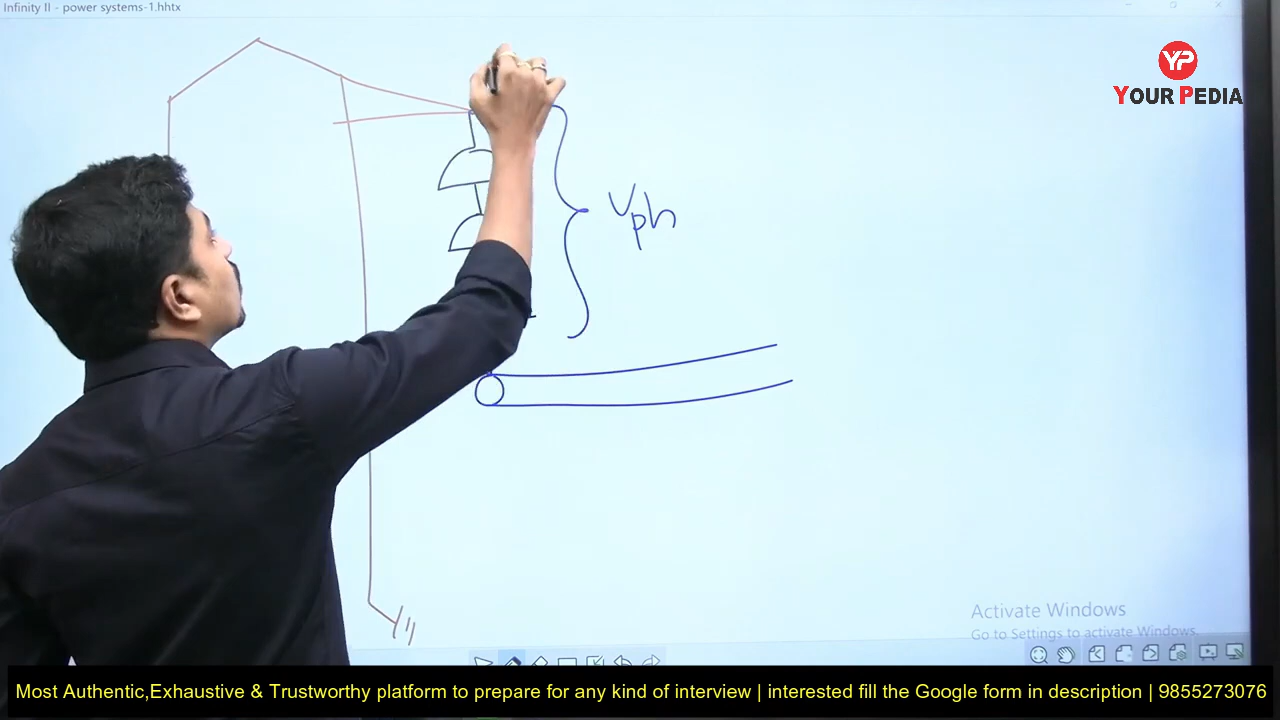 Infinity II - power systems-1.hhtx
YP
YOUR PEDIA
Vph
Activate Windows
Go to Settings to activate Windows.
Most Authentic,Exhaustive & Trustworthy platform to prepare for any kind of interview | interested fill the Google form in description | 9855273076